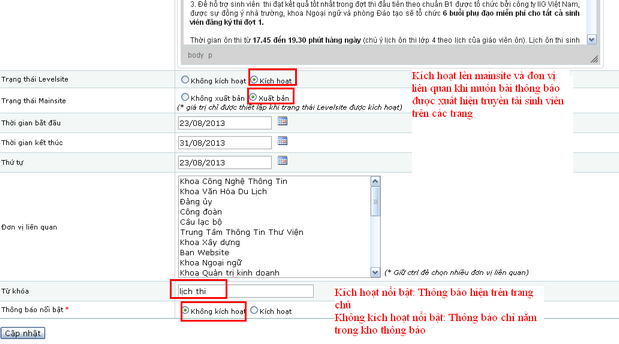 3. Để hỗ trợ sinh viên thi đạt kết quả tốt nhất trong đợt thi đầu tiên theo chuẩn B1 được tổ chức bởi công ty IIG Việt Nam,
được sự đồng ý nhà trường, khoa Ngoại ngữ và phòng Đào tạo sẽ tổ chức 6 buổi phụ đạo miễn phí cho tất cả sinh
viên đăng ký thi đợt 1.
Thời gian ôn thi từ 17.45 đến 19.30 phút hàng ngày (chú ý lịch ôn thi lớp 4 theo lịch của giáo viên ôn). Lịch ôn thi sinh
body p
Trạng thái Levelsite
Không kích hoạt Kích hoạt
Kích hoạt lên mainsite và đơn vị
liên quan khi muốn bài thông báo
được xuất hiện truyền tải sinh viên
trên các trang
Trạng thái Mainsite
Không xuất bản Xuất bản
(* giá trị chỉ được thiết lập khi trạng thái Levelsite được kích hoạt)
Thời gian bắt đầu 23/08/2013
Thời gian kết thúc 31/08/2013
Thứ tự 23/08/2013
Đơn vị liên quan
Khoa Công Nghệ Thông Tin
Khoa Văn Hóa Du Lịch
Đảng ủy
Công đoàn
Câu lạc bộ
Trung Tâm Thông Tin Thư Viện
Khoa Xây dựng
Ban Website
Khoa Ngoại ngữ
Khoa Quản trị kinh doanh
(* Giữ ctrl để chọn nhiều đơn vị liên quan)
Từ khóa lịch thi
Kích hoạt nổi bật: Thông báo hiện trên trang
chủ
Không kích hoạt nổi bật: Thông báo chỉ nằm
trong kho thông báo
Thông báo nổi bật * Không kích hoạt Kích hoạt
Cập nhật